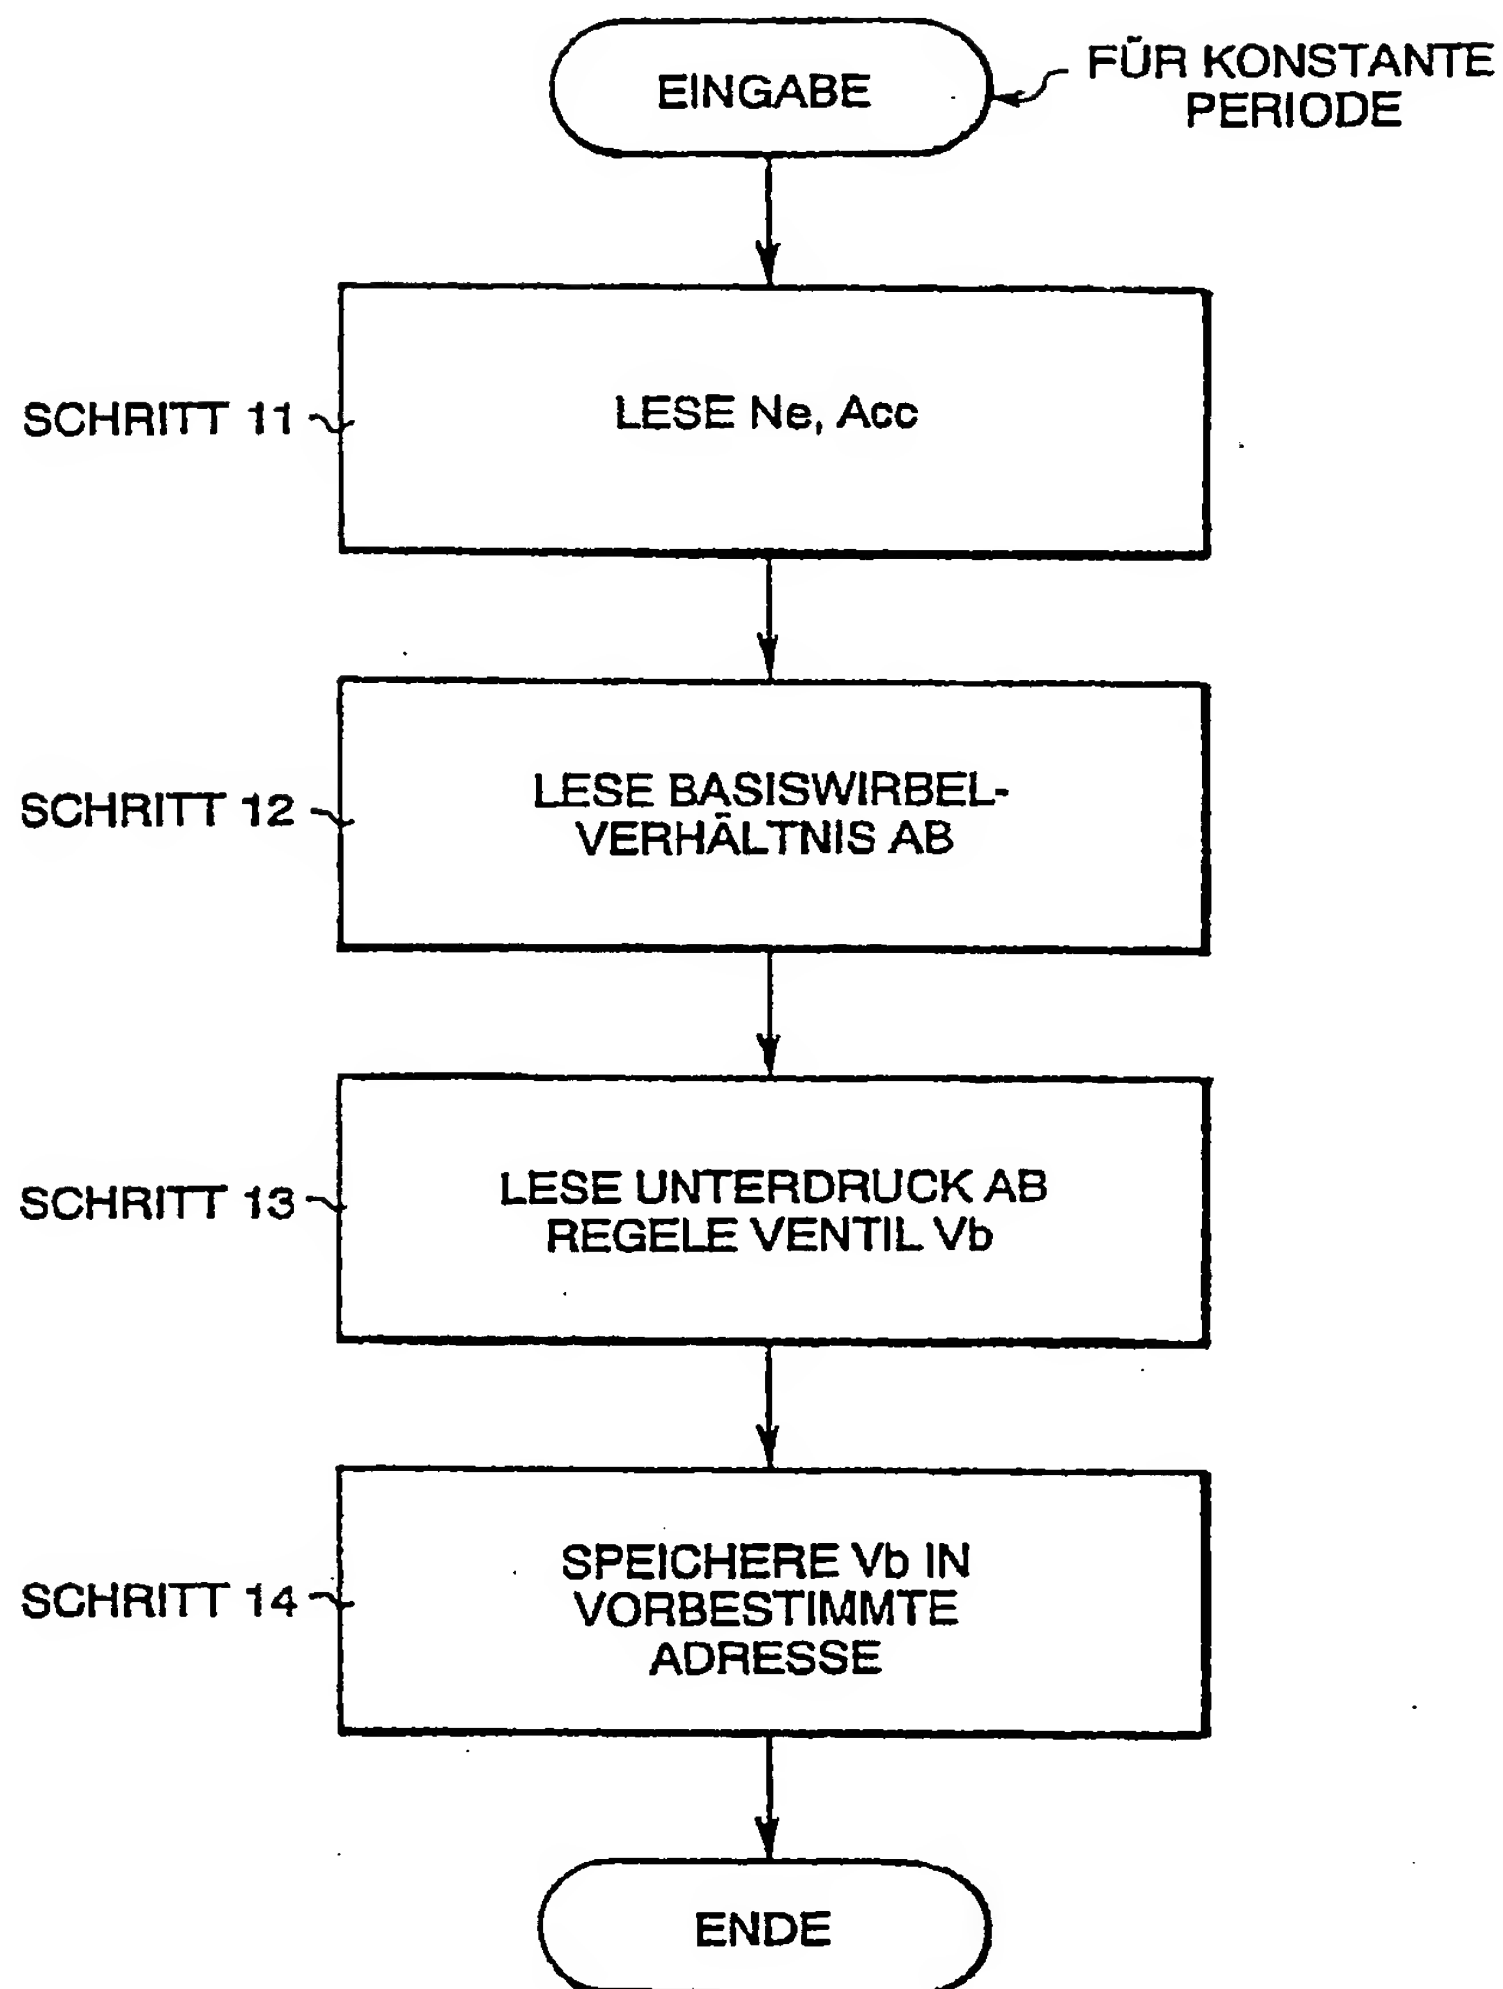 EINGABE
FÜR KONSTANTE
PERIODE
SCHRITT 11
LESE Ne, Acc
SCHRITT 12
LESE BASISWIRBEL-
VERHÄLTNIS AB
SCHRITT 13
LESE UNTERDRUCK AB
REGELE VENTIL Vb
SCHRITT 14
SPEICHERE Vb IN
VORBESTIMMTE
ADRESSE
ENDE